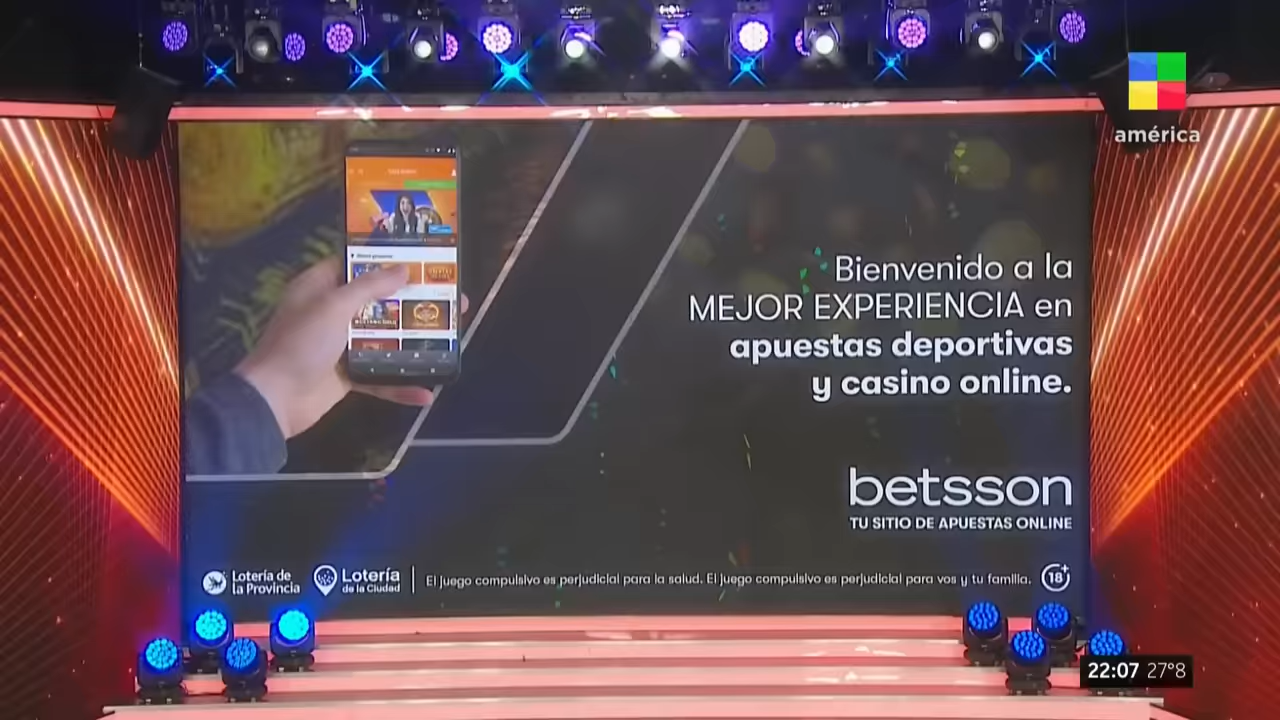 américa
Bienvenido a la
MEJOR EXPERIENCIA en
apuestas deportivas
y casino online.
betsson
TU SITIO DE APUESTAS ONLINE
Lotería de
la Provincia
Lotería
de la Ciudad
El juego compulsivo es perjudicial para la salud. El juego compulsivo es perjudicial para vos y tu familia.
18+
22:07 27°8